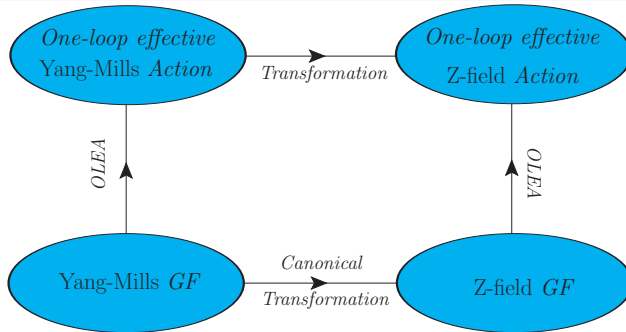 One-loop effective
Yang-Mills Action
Transformation
One-loop effective
Z-field Action
OLEA
OLEA
Yang-Mills GF
Canonical
Transformation
Z-field GF